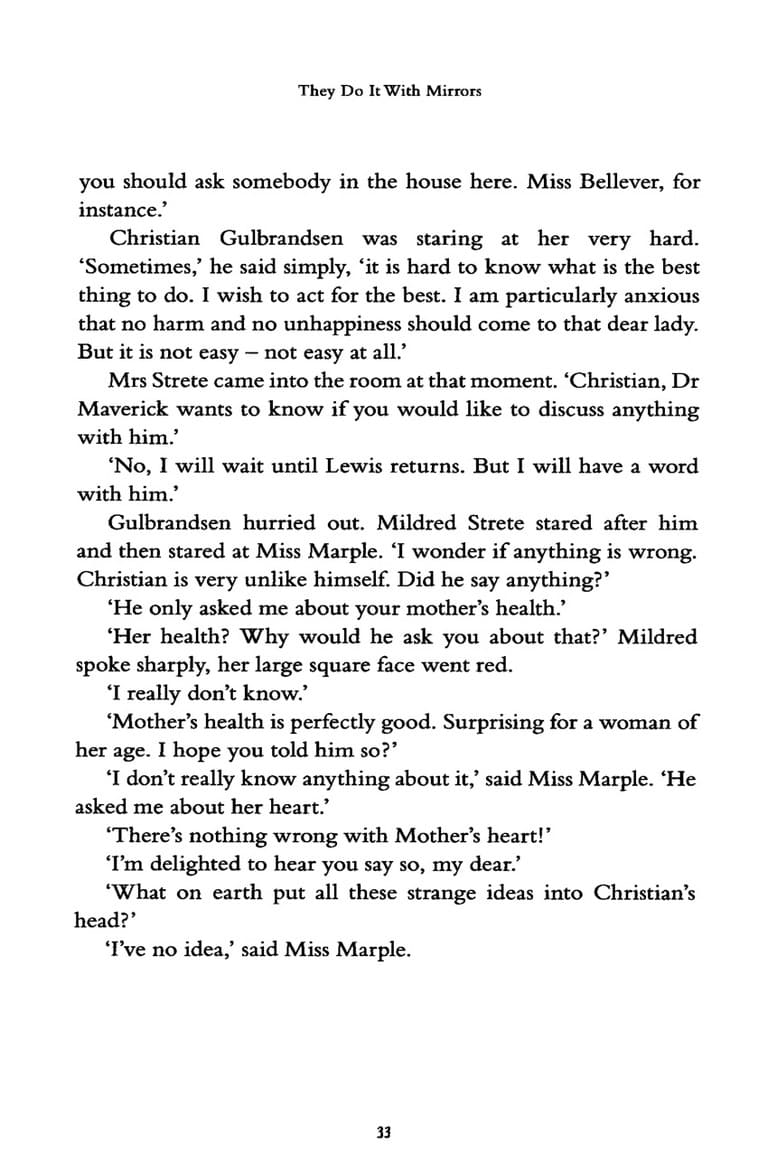 They Do It With Mirrors
you should ask somebody in the house here. Miss Bellever, for
instance.’
Christian Gulbrandsen was staring at her very hard.
‘Sometimes,’ he said simply, ‘it is hard to know what is the best
thing to do. I wish to act for the best. I am particularly anxious
that no harm and no unhappiness should come to that dear lady.
But it is not easy – not easy at all.’
Mrs Strete came into the room at that moment. ‘Christian, Dr
Maverick wants to know if you would like to discuss anything
with him.’
‘No, I will wait until Lewis returns. But I will have a word
with him.’
Gulbrandsen hurried out. Mildred Strete stared after him
and then stared at Miss Marple. ‘I wonder if anything is wrong.
Christian is very unlike himself. Did he say anything?’
‘He only asked me about your mother’s health.’
‘Her health? Why would he ask you about that?’ Mildred
spoke sharply, her large square face went red.
‘I really don’t know.’
‘Mother’s health is perfectly good. Surprising for a woman of
her age. I hope you told him so?’
‘I don’t really know anything about it,’ said Miss Marple. ‘He
asked me about her heart.’
‘There’s nothing wrong with Mother’s heart!’
‘I’m delighted to hear you say so, my dear.’
‘What on earth put all these strange ideas into Christian’s
head?’
‘I’ve no idea,’ said Miss Marple.
33